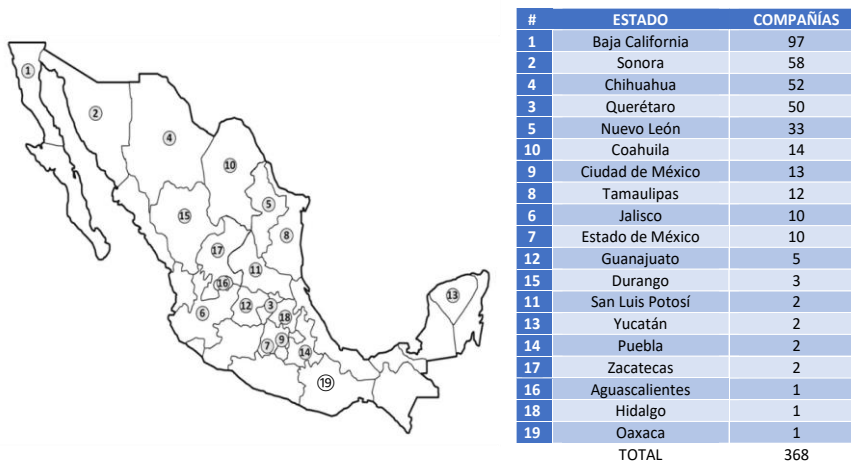 1
2
4
10
5
15
8
17
11
16
13
12
3
6
18
9
7
14
19
# ESTADO COMPAÑÍAS
1 Baja California 97
2 Sonora 58
4 Chihuahua 52
3 Querétaro 50
5 Nuevo León 33
10 Coahuila 14
9 Ciudad de México 13
8 Tamaulipas 12
6 Jalisco 10
7 Estado de México 10
12 Guanajuato 5
15 Durango 3
11 San Luis Potosí 2
13 Yucatán 2
14 Puebla 2
17 Zacatecas 2
16 Aguascalientes 1
18 Hidalgo 1
19 Oaxaca 1
TOTAL 368